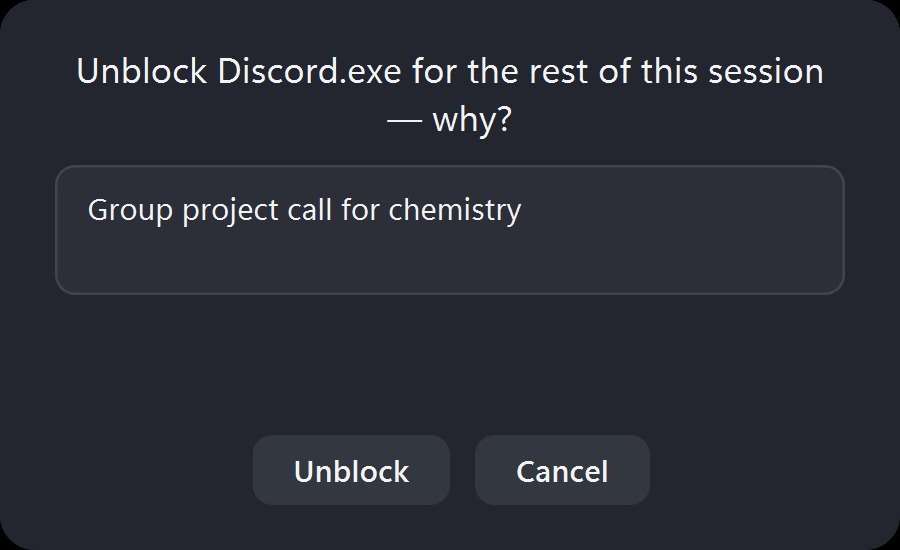 Unblock Discord.exe for the rest of this session
— why?
Group project call for chemistry
Unblock
Cancel